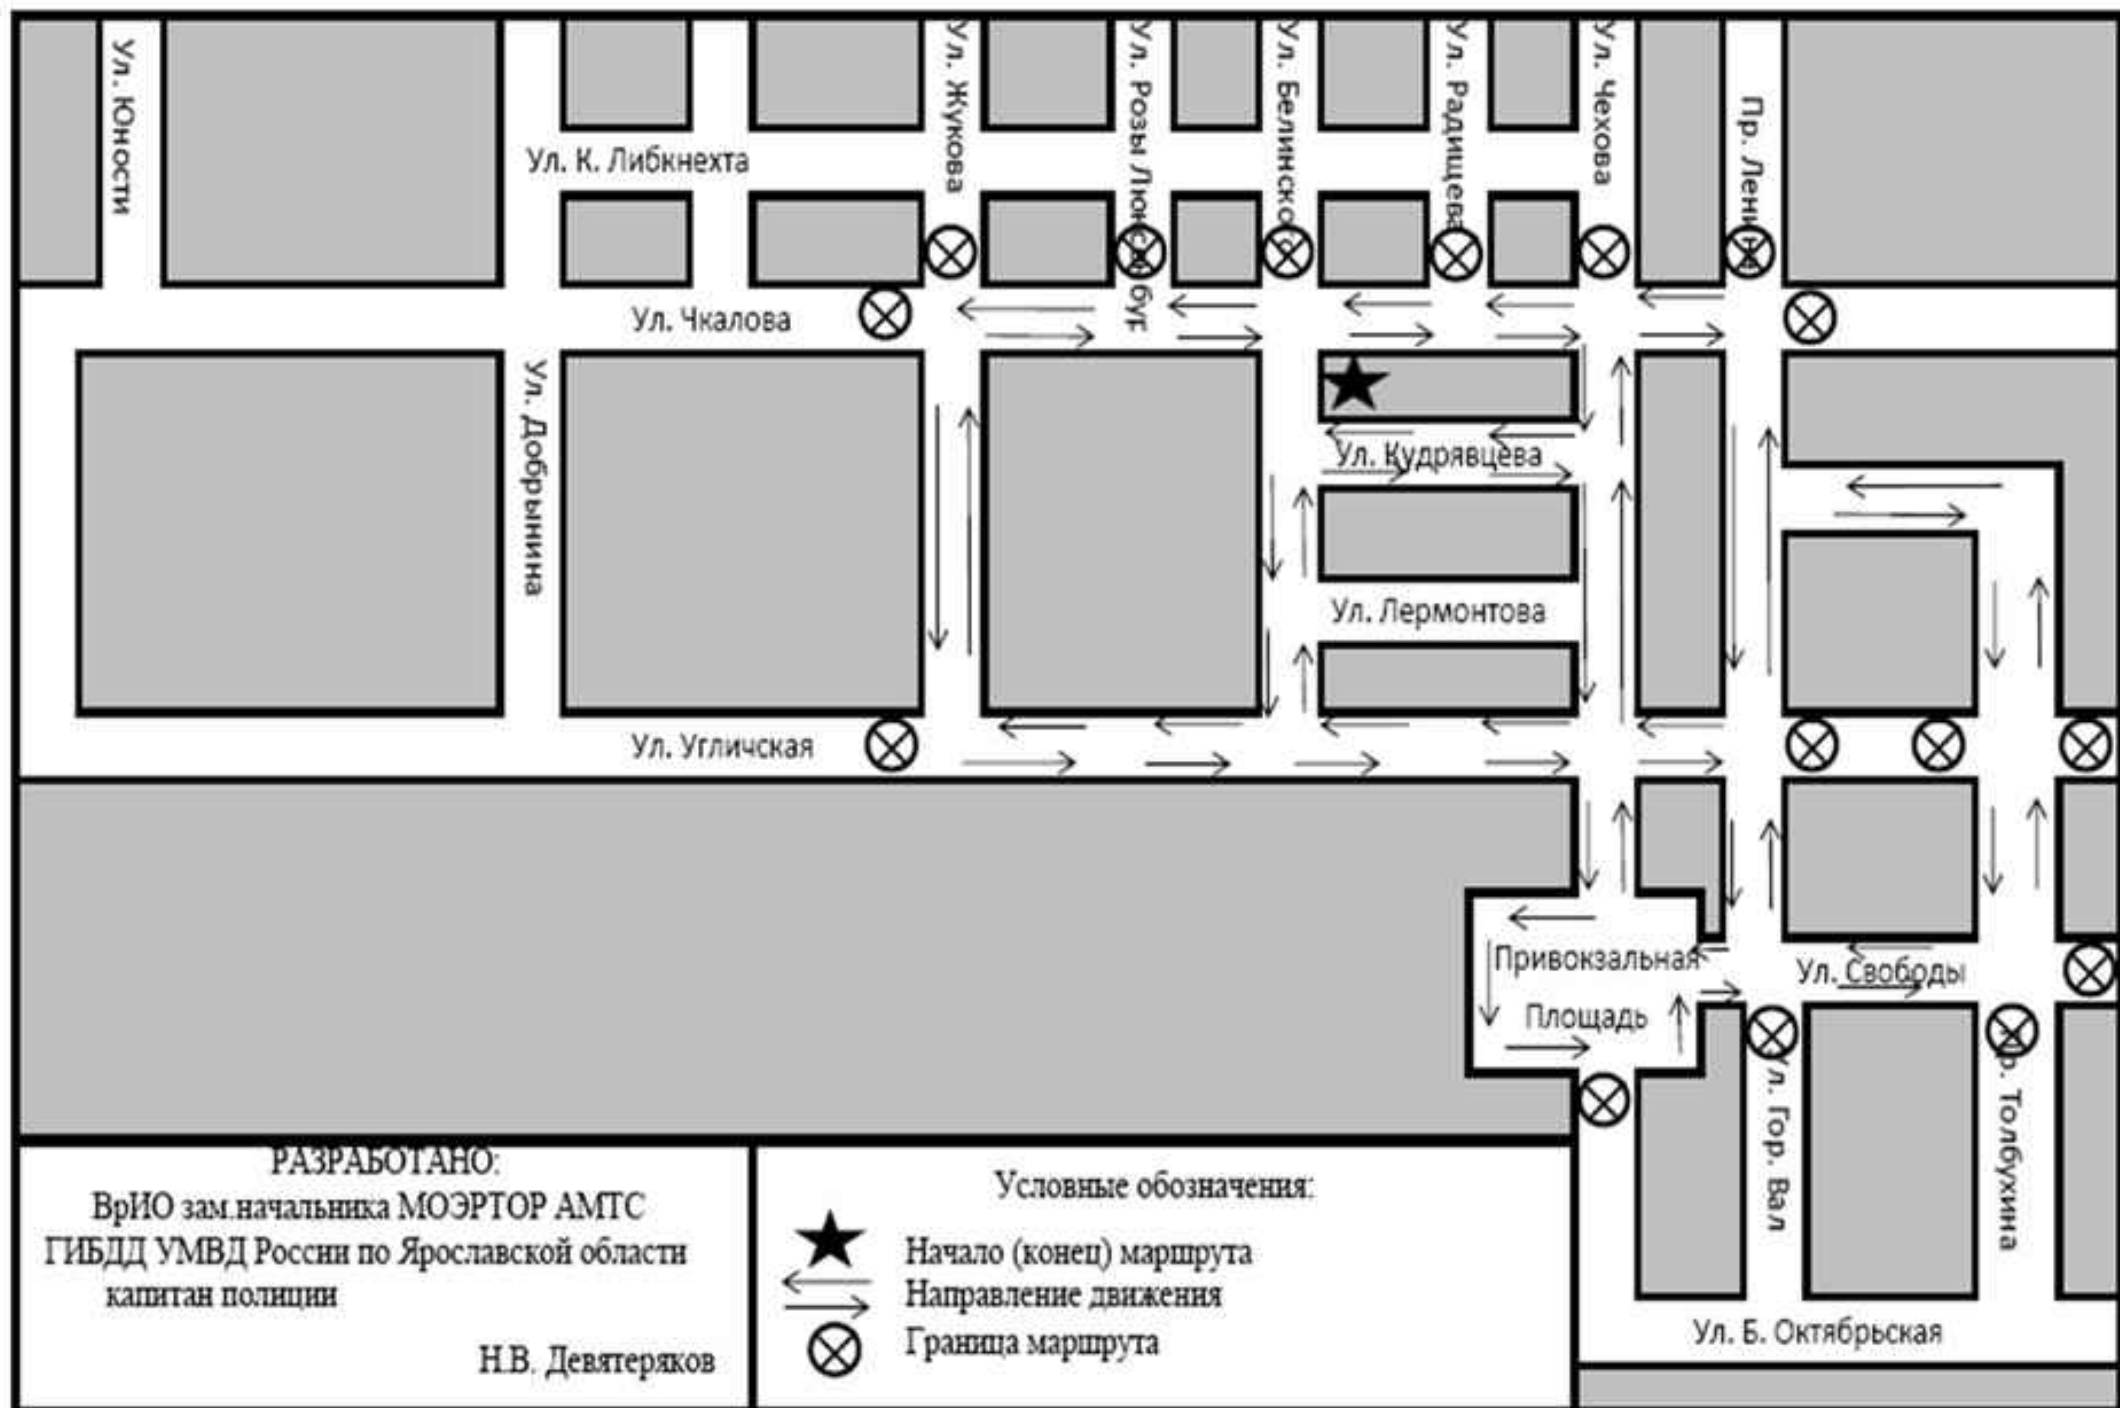 Ул. Юности
Ул. К. Либкнехта
Ул. Жукова
Ул. Розы Люксембург
Ул. Белинского
Ул. Радищева
Ул. Чехова
Пр. Ленина
Ул. Чкалова
Ул. Добрынина
Ул. Кудрявцева
Ул. Лермонтова
Ул. Угличская
Привокзальная
Площадь
Ул. Свободы
Ул. Гор. Вал
Пр. Толбухина
Ул. Б. Октябрьская
РАЗРАБОТАНО:
ВрИО зам.начальника МОЭРТОР АМТС
ГИБДД УМВД России по Ярославской области
капитан полиции
Н.В. Девятеряков
Условные обозначения:
Начало (конец) маршрута
Направление движения
Граница маршрута